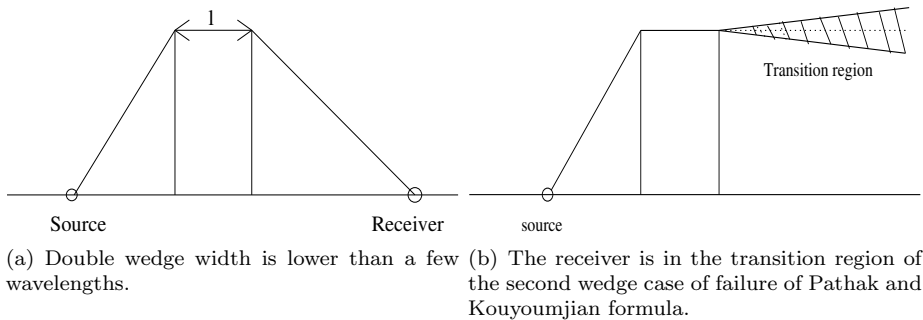 l
Source
Receiver
(a) Double wedge width is lower than a few
wavelengths.
Transition region
source
(b) The receiver is in the transition region of
the second wedge case of failure of Pathak and
Kouyoumjian formula.